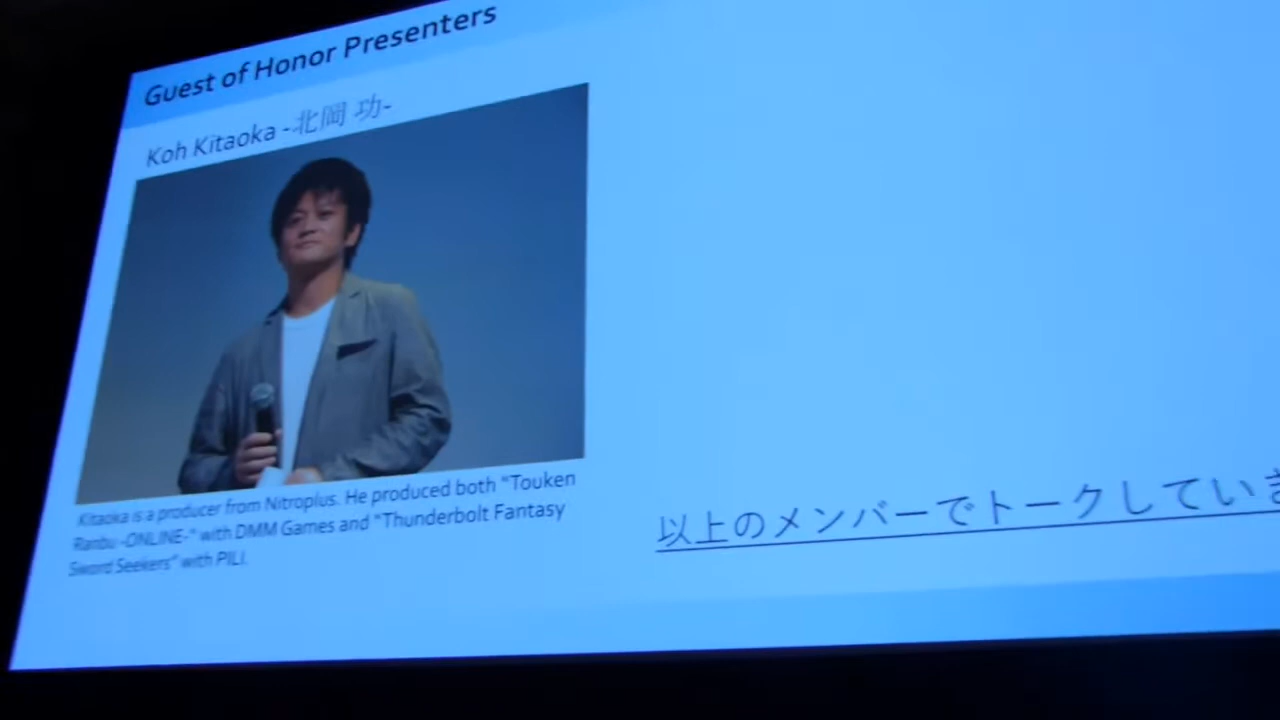 Guest of Honor Presenters
Koh Kitaoka -北岡 功-
Kitaoka is a producer from Nitroplus. He produced both "Touken
Ranbu -ONLINE-" with DMM Games and "Thunderbolt Fantasy
Sword Seekers" with PILI.
以上のメンバーでトークしていき